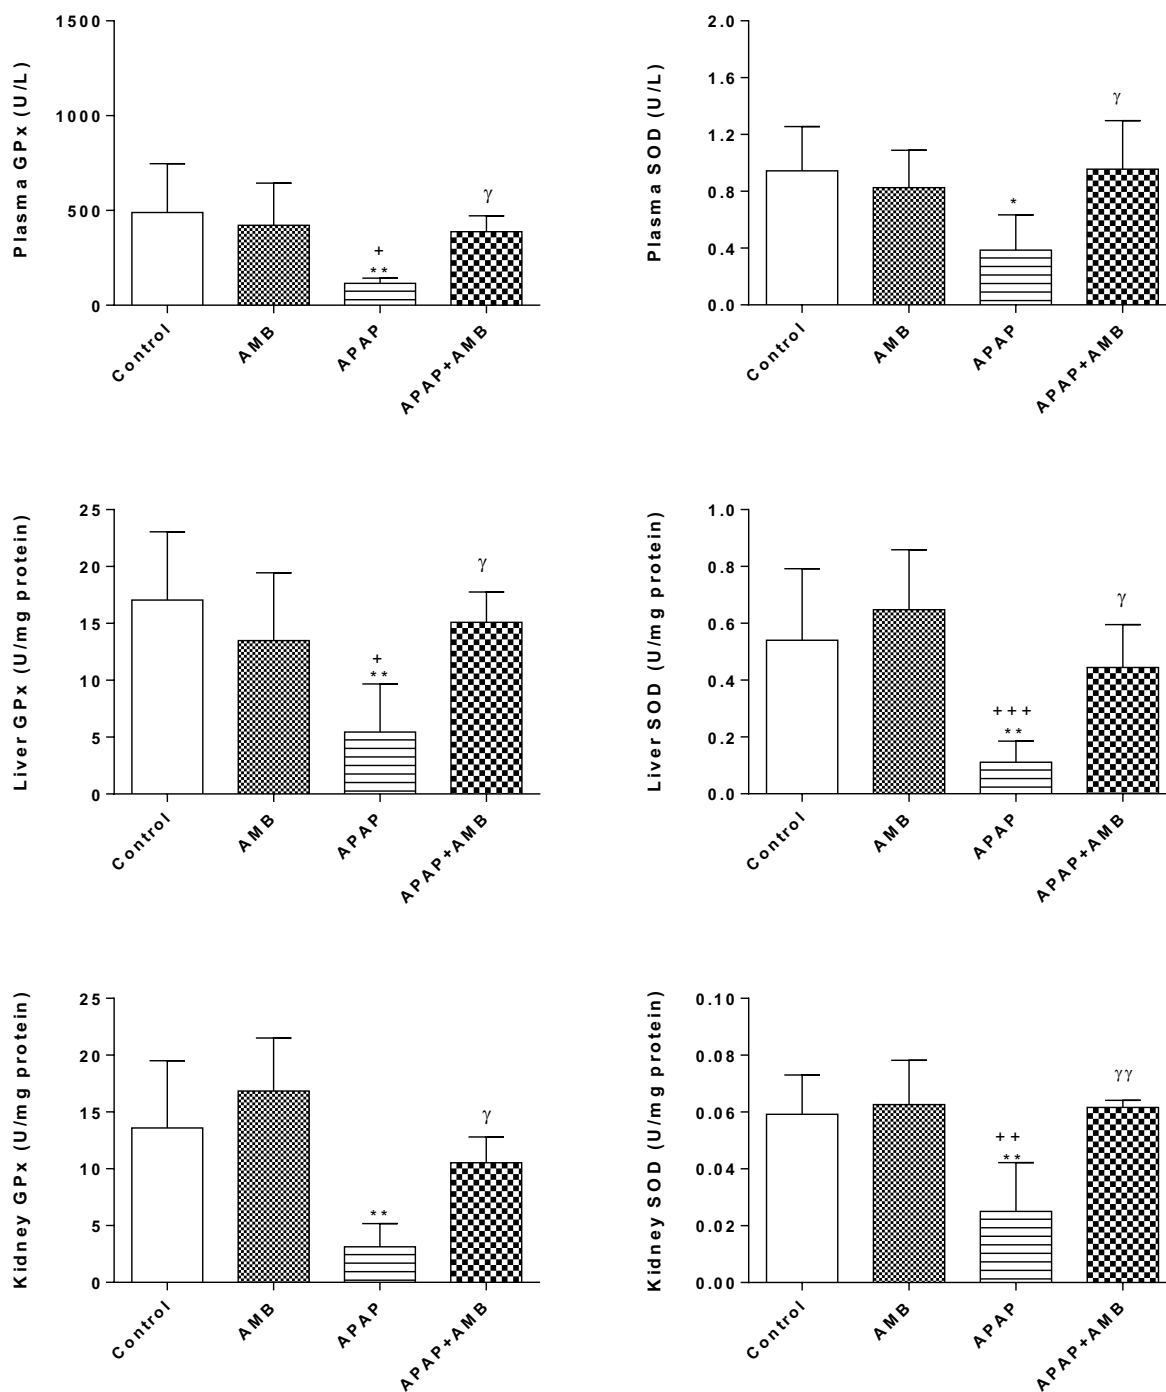 Plasma GPx (U/L)
1500
1000
500
0
+
**
γ
Control
AMB
APAP
APAP+AMB
Plasma SOD (U/L)
2.0
1.6
1.2
0.8
0.4
0.0
*
γ
Control
AMB
APAP
APAP+AMB
Liver GPx (U/mg protein)
25
20
15
10
5
0
+
**
γ
Control
AMB
APAP
APAP+AMB
Liver SOD (U/mg protein)
1.0
0.8
0.6
0.4
0.2
0.0
+++
**
γ
Control
AMB
APAP
APAP+AMB
Kidney GPx (U/mg protein)
25
20
15
10
5
0
**
γ
Control
AMB
APAP
APAP+AMB
Kidney SOD (U/mg protein)
0.10
0.08
0.06
0.04
0.02
0.00
++
**
γγ
Control
AMB
APAP
APAP+AMB